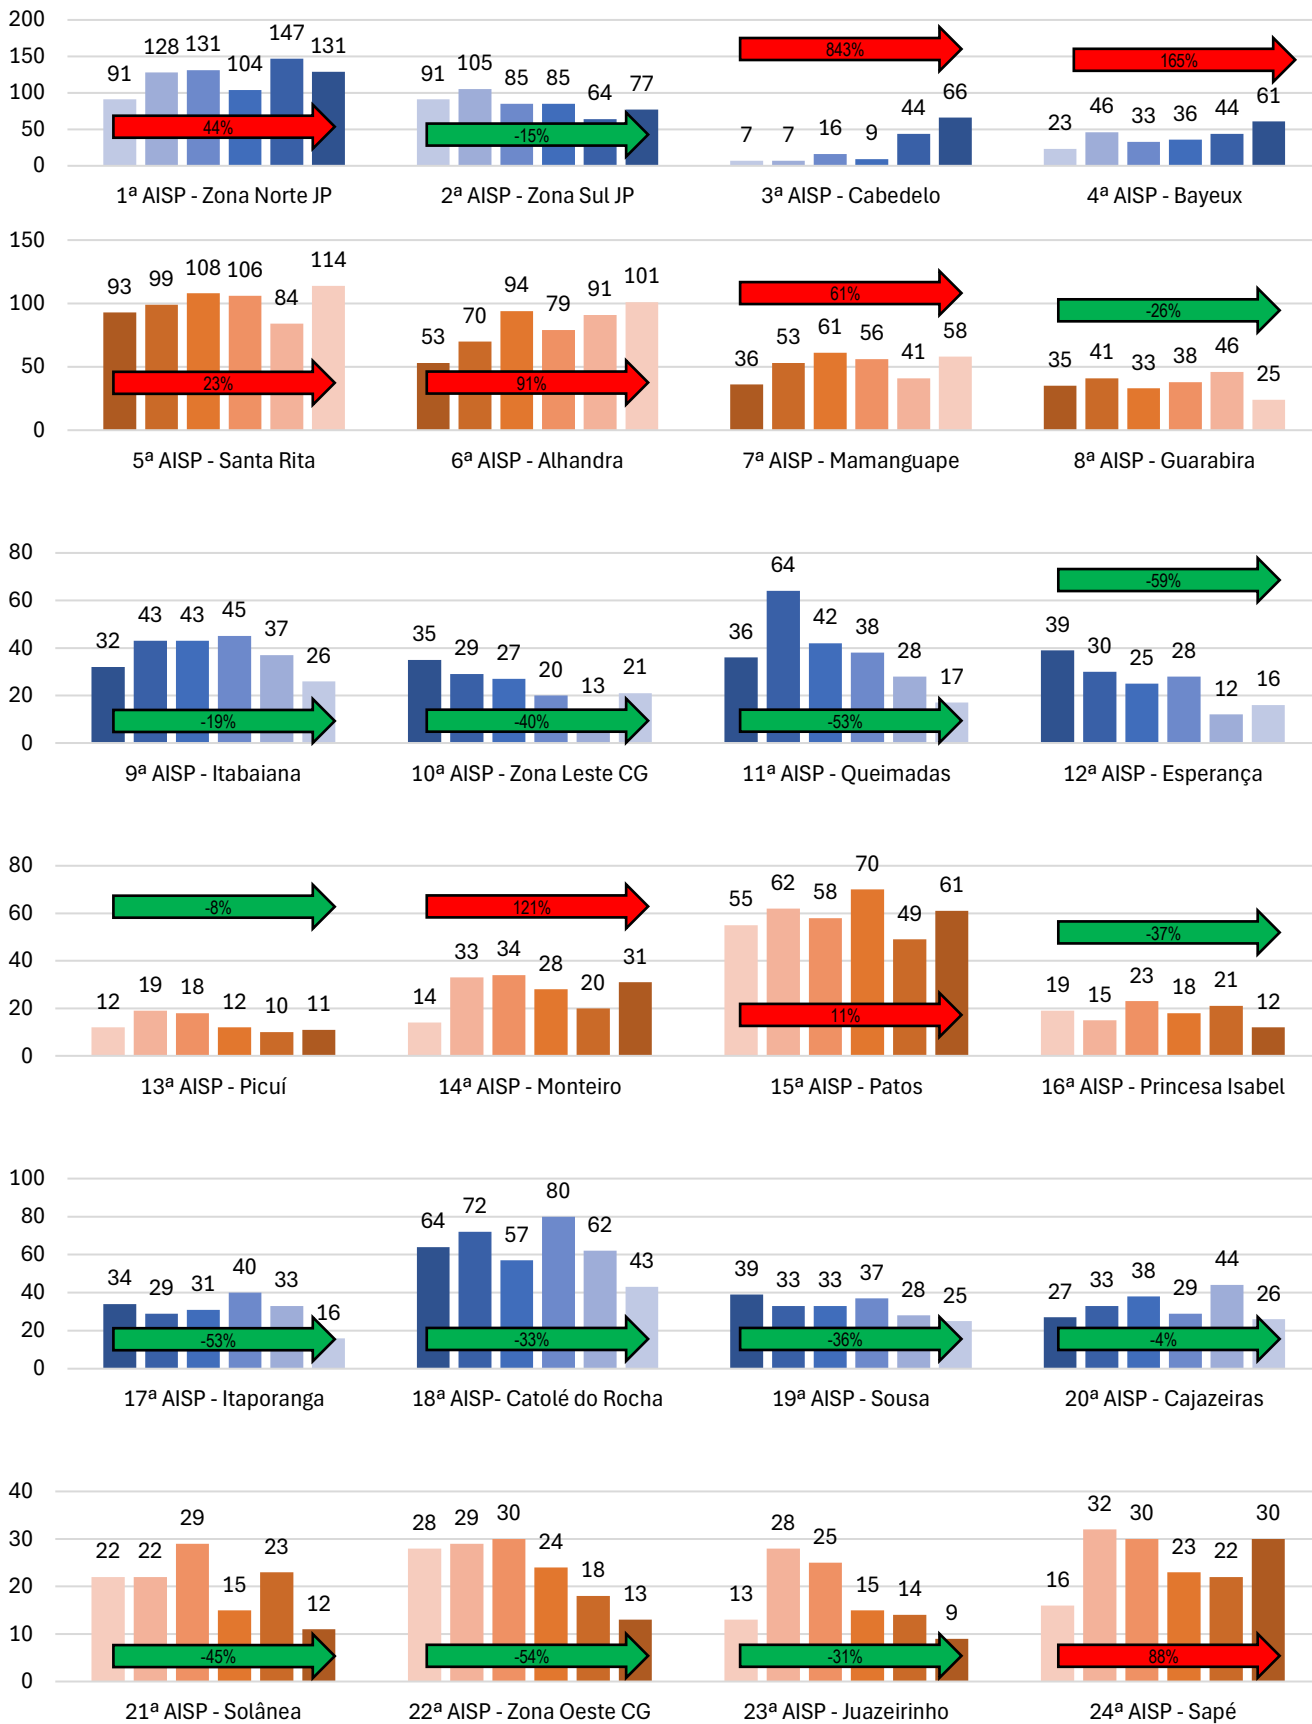 200
150
100
50
0
91 128 131 104 147 131
44%
91 105 85 85 64 77
-15%
7 7 16 9 44 66
843%
23 46 33 36 44 61
165%
1ª AISP - Zona Norte JP
2ª AISP - Zona Sul JP
3ª AISP - Cabedelo
4ª AISP - Bayeux
150
100
50
0
93 99 108 106 84 114
23%
53 70 94 79 91 101
91%
36 53 61 56 41 58
61%
35 41 33 38 46 25
-26%
5ª AISP - Santa Rita
6ª AISP - Alhandra
7ª AISP - Mamanguape
8ª AISP - Guarabira
80
60
40
20
0
32 43 43 45 37 26
-19%
35 29 27 20 13 21
-40%
36 64 42 38 28 17
-53%
39 30 25 28 12 16
-59%
9ª AISP - Itabaiana
10ª AISP - Zona Leste CG
11ª AISP - Queimadas
12ª AISP - Esperança
80
60
40
20
0
12 19 18 12 10 11
-8%
14 33 34 28 20 31
121%
55 62 58 70 49 61
11%
19 15 23 18 21 12
-37%
13ª AISP - Picuí
14ª AISP - Monteiro
15ª AISP - Patos
16ª AISP - Princesa Isabel
100
80
60
40
20
0
34 29 31 40 33 16
-53%
64 72 57 80 62 43
-33%
39 33 33 37 28 25
-36%
27 33 38 29 44 26
-4%
17ª AISP - Itaporanga
18ª AISP- Catolé do Rocha
19ª AISP - Sousa
20ª AISP - Cajazeiras
40
30
20
10
0
22 22 29 15 23 12
-45%
28 29 30 24 18 13
-54%
13 28 25 15 14 9
-31%
16 32 30 23 22 30
88%
21ª AISP - Solânea
22ª AISP - Zona Oeste CG
23ª AISP - Juazeirinho
24ª AISP - Sapé